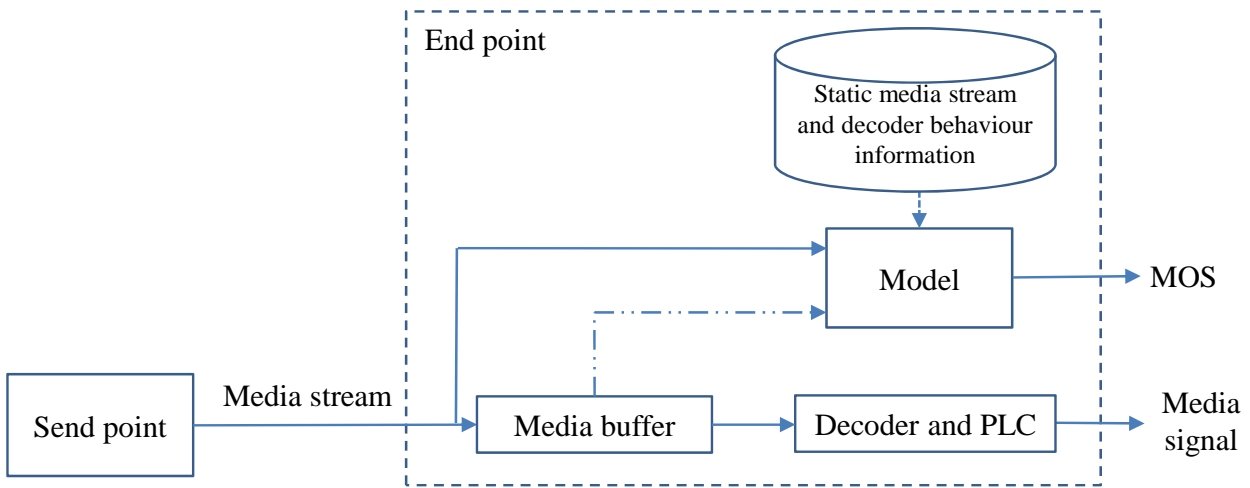 End point
Static media stream
and decoder behaviour
information
Model
MOS
Send point
Media stream
Media buffer
Decoder and PLC
Media
signal